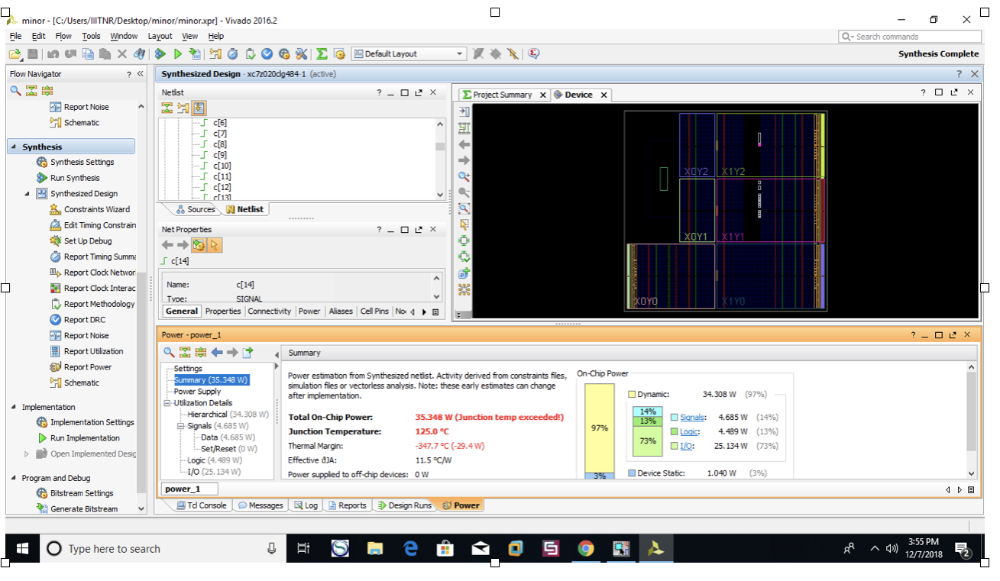 minor - [C:/Users/IIITNR/Desktop/minor/minor.xpr] - Vivado 2016.2
File Edit Flow Tools Window Layout View Help
Search commands
Default Layout
Synthesis Complete
Flow Navigator
Report Noise
Schematic
Synthesis
Synthesis Settings
Run Synthesis
Synthesized Design
Constraints Wizard
Edit Timing Constrain
Set Up Debug
Report Timing Summa
Report Clock Networ
Report Clock Interac
Report Methodology
Report DRC
Report Noise
Report Utilization
Report Power
Schematic
Implementation
Implementation Settings
Run Implementation
Open Implemented Desig
Program and Debug
Bitstream Settings
Generate Bitstream
Synthesized Design - xc7z020clg484-1 (active)
Netlist
c[6]
c[7]
c[8]
c[9]
c[10]
c[11]
c[12]
c[13]
Sources Netlist
Net Properties
c[14]
Name: c[14]
Type: SIGNAL
General Properties Connectivity Power Aliases Cell Pins
Project Summary Device
X0Y2 X1Y2
X0Y1 X1Y1
X0Y0 X1Y0
Power - power_1
Settings
Summary (35.348 W)
Power Supply
Utilization Details
Hierarchical (34.308 W)
Signals (4.685 W)
Data (4.685 W)
Set/Reset (0 W)
Logic (4.489 W)
I/O (25.134 W)
Summary
Power estimation from Synthesized netlist. Activity derived from constraints files,
simulation files or vectorless analysis. Note: these early estimates can change
after implementation.
Total On-Chip Power: 35.348 W (Junction temp exceeded!)
Junction Temperature: 125.0 °C
Thermal Margin: -347.7 °C (-29.4 W)
Effective ϑJA: 11.5 °C/W
Power supplied to off-chip devices: 0 W
On-Chip Power
97%
3%
Dynamic: 34.308 W (97%)
14%
13%
73%
Signals: 4.685 W (14%)
Logic: 4.489 W (13%)
I/O: 25.134 W (73%)
Device Static: 1.040 W (3%)
power_1
Tcl Console Messages Log Reports Design Runs Power
Type here to search
3:55 PM
12/7/2018
2